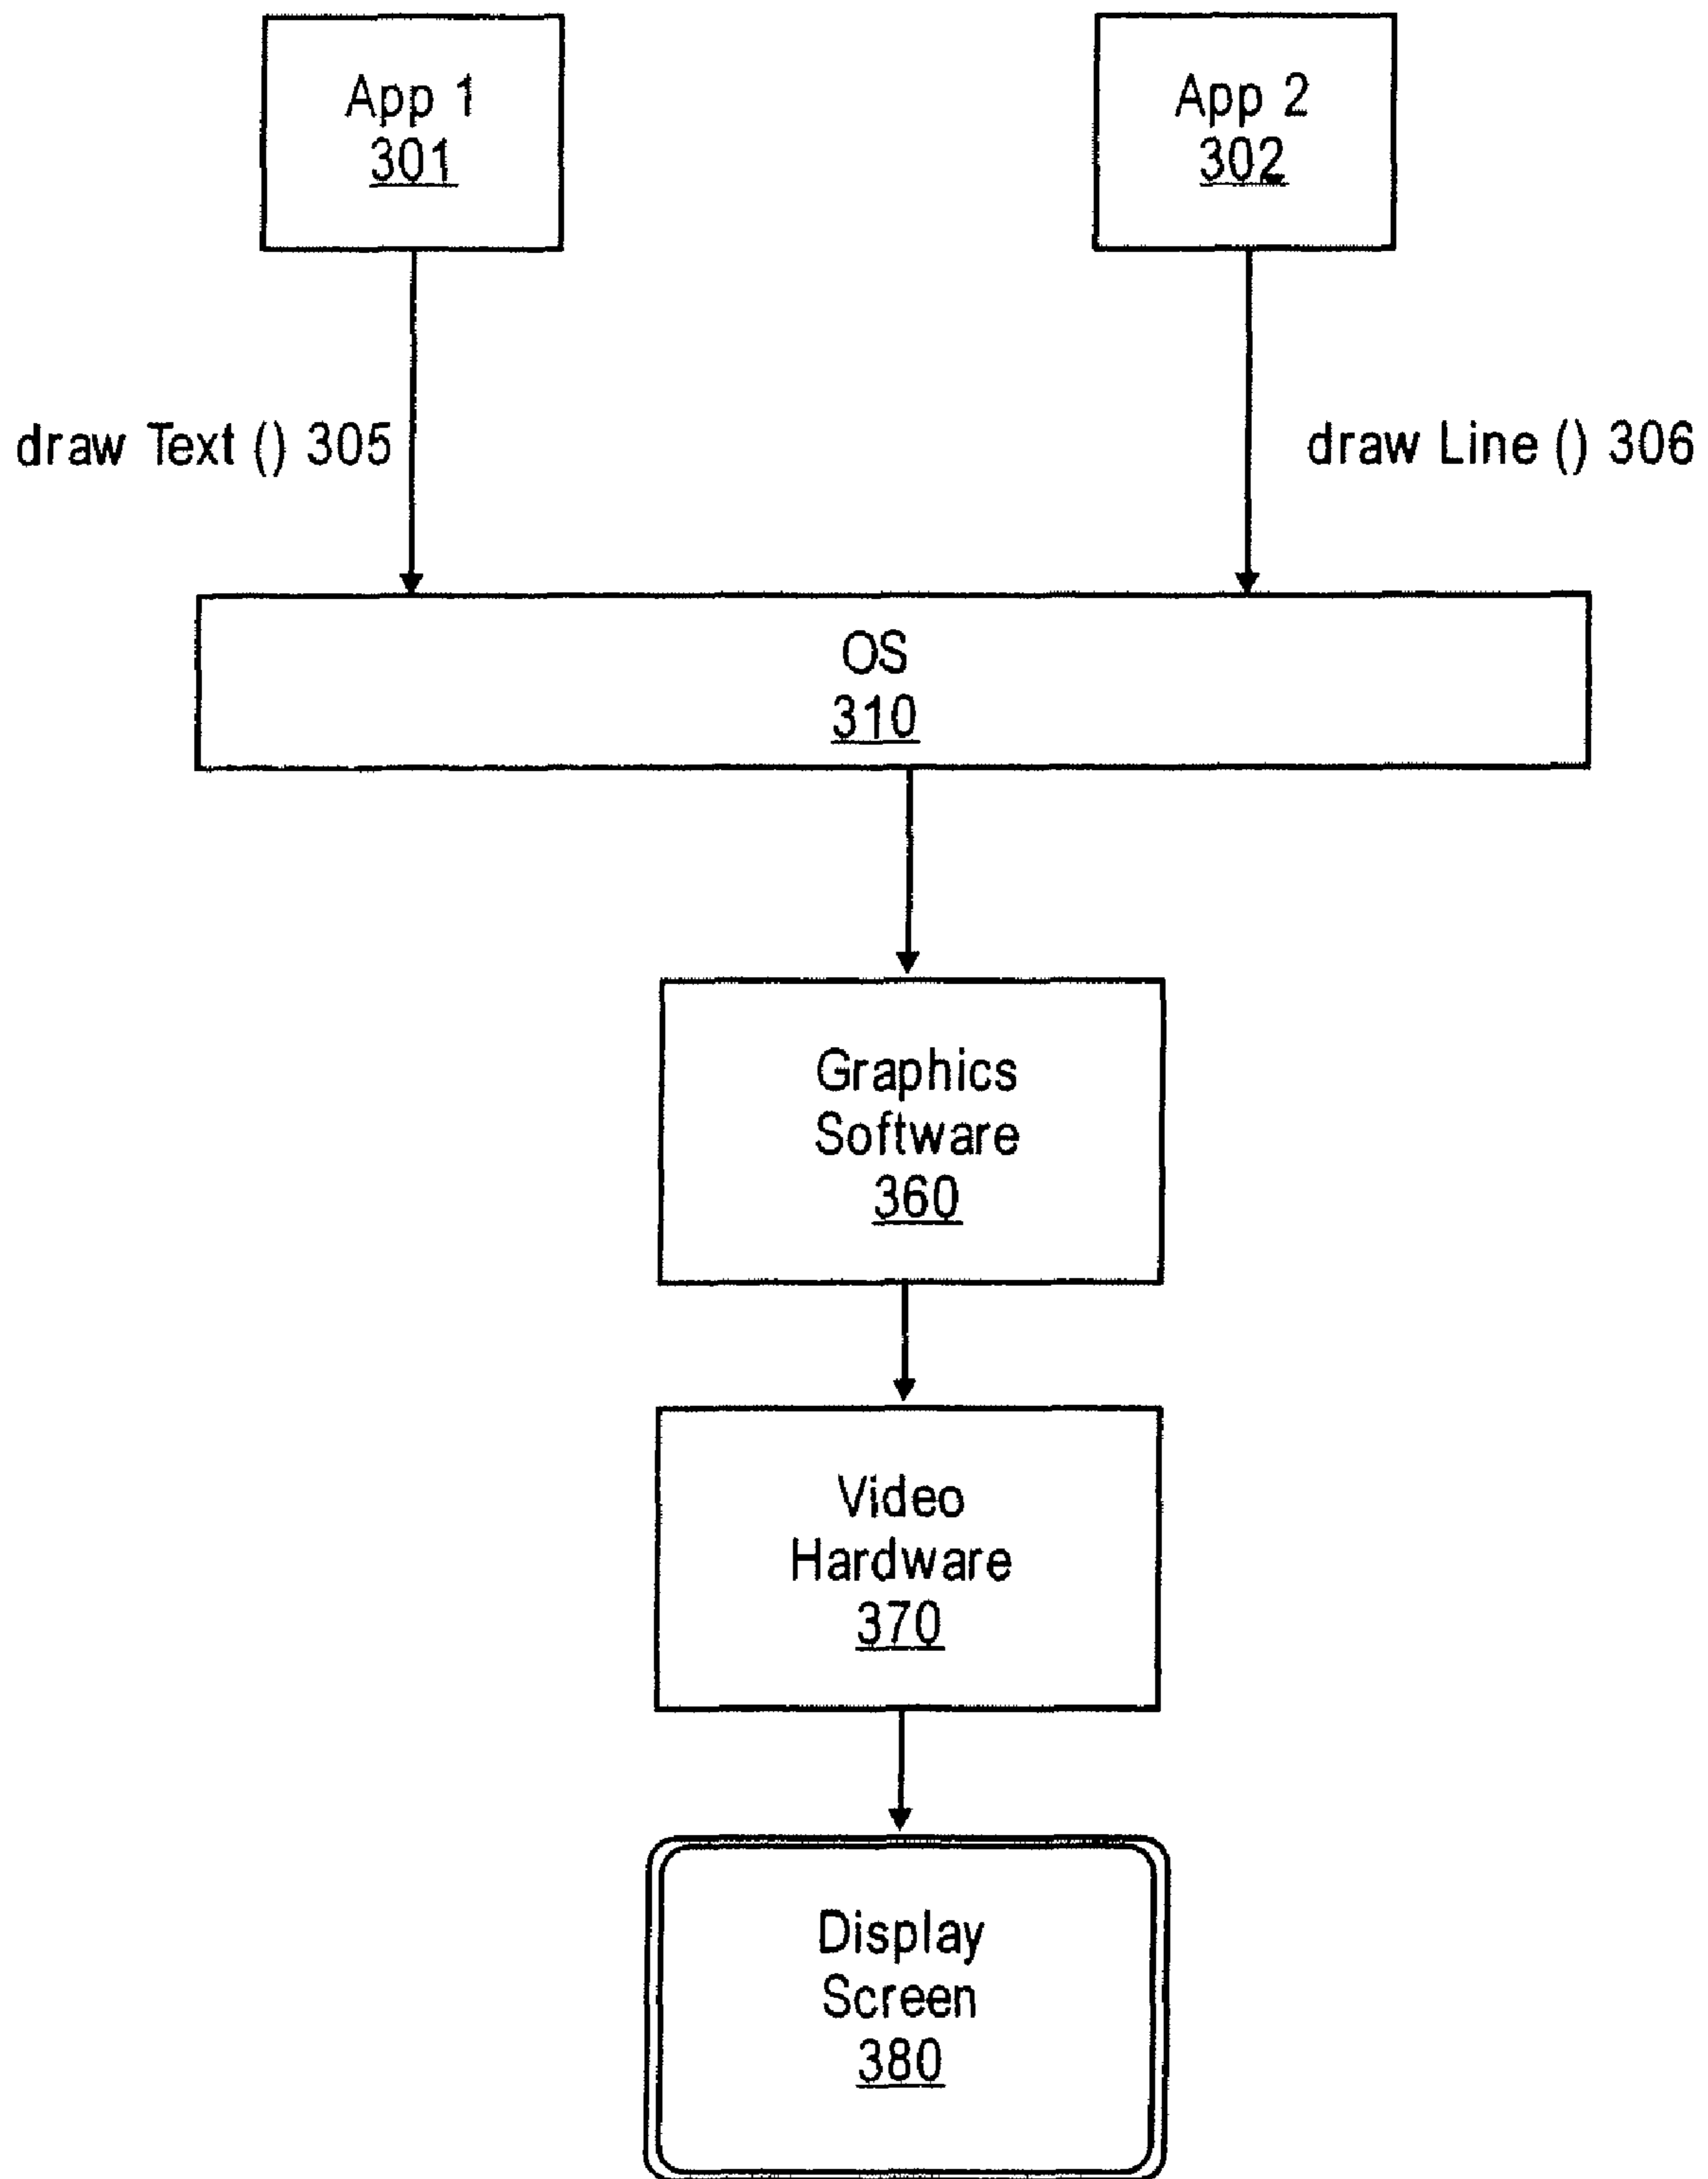 App 1
301
App 2
302
draw Text () 305
draw Line () 306
OS
310
Graphics
Software
360
Video
Hardware
370
Display
Screen
380